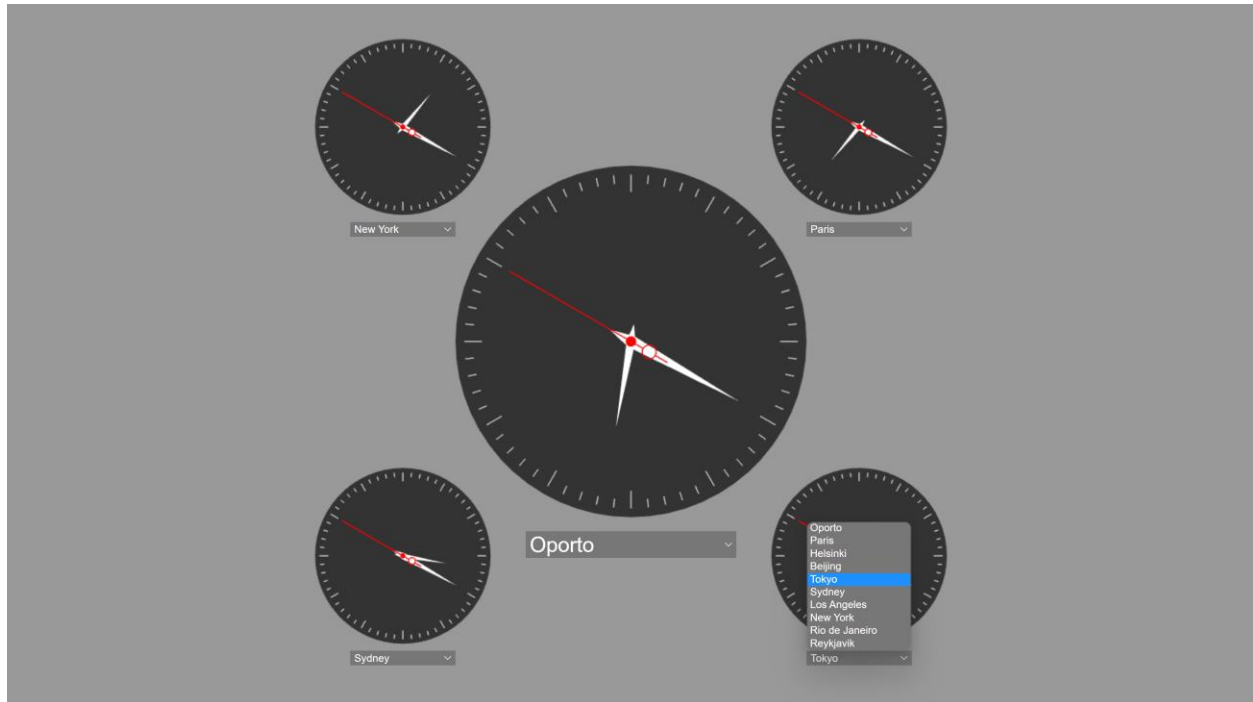 New York
Paris
Oporto
Sydney
Oporto
Paris
Helsinki
Beijing
Tokyo
Sydney
Los Angeles
New York
Rio de Janeiro
Reykjavik
Tokyo